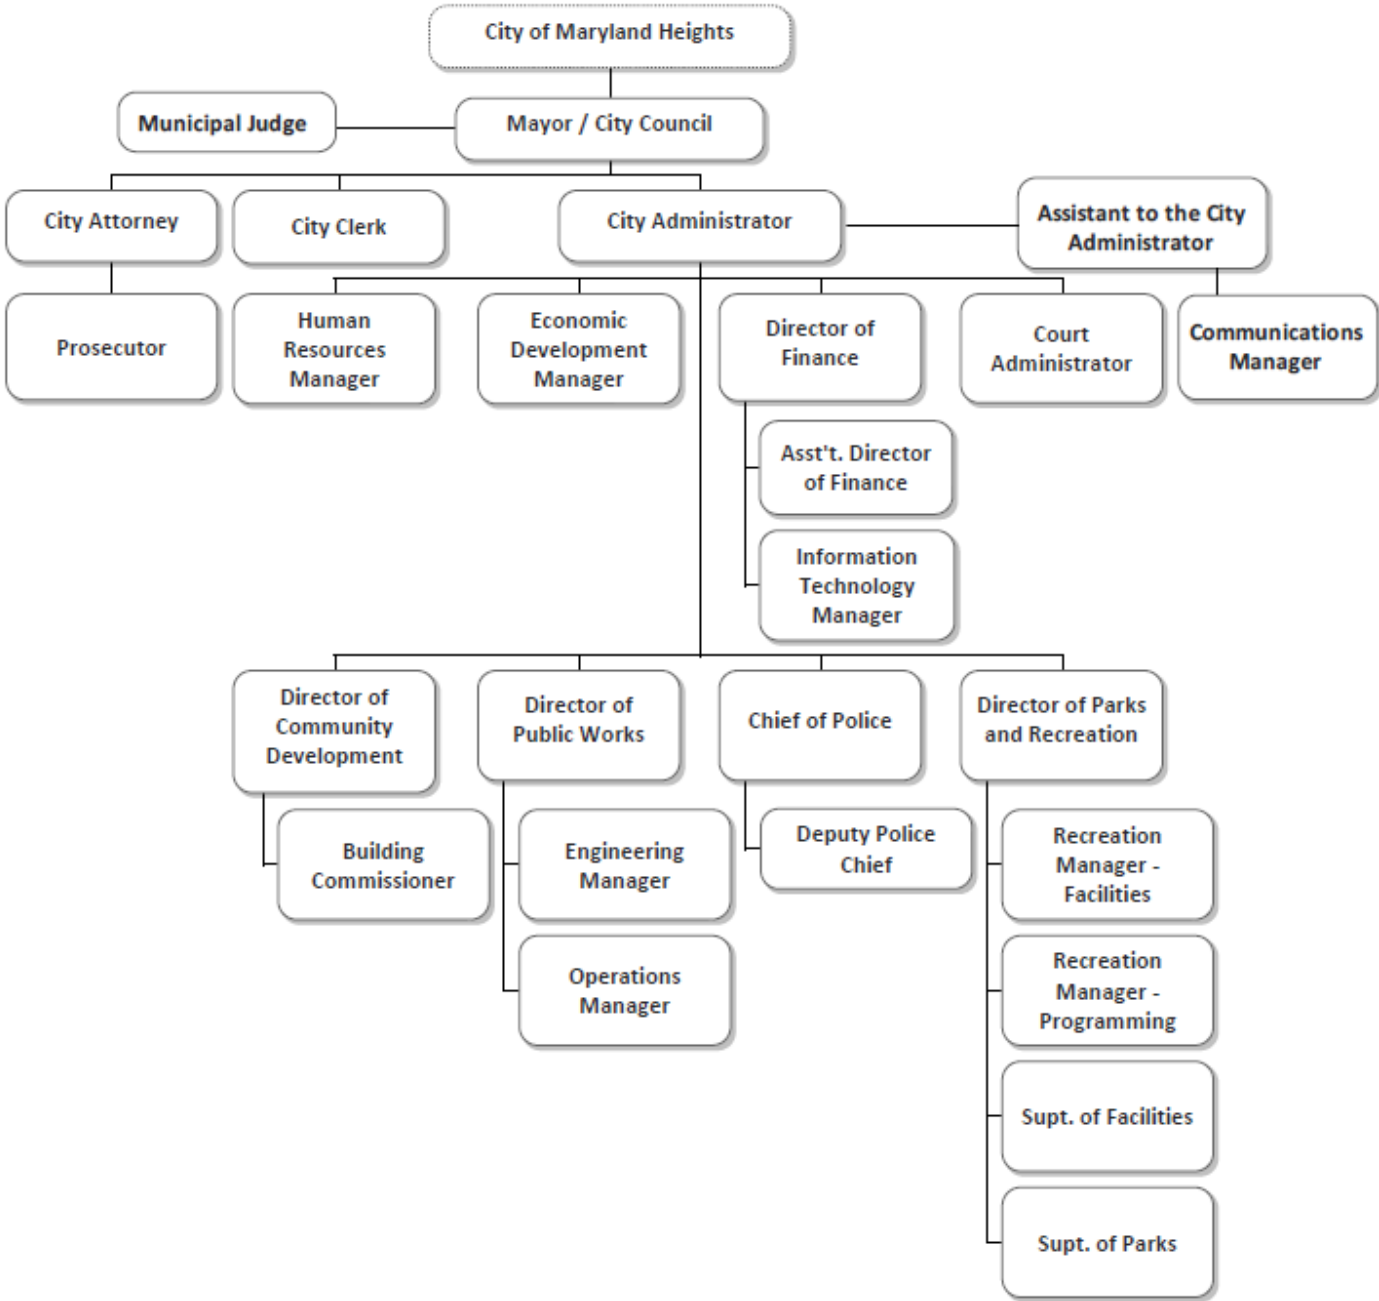 City of Maryland Heights
Municipal Judge
Mayor / City Council
City Attorney
City Clerk
City Administrator
Assistant to the City
Administrator
Prosecutor
Human
Resources
Manager
Economic
Development
Manager
Director of
Finance
Court
Administrator
Communications
Manager
Asst't. Director
of Finance
Information
Technology
Manager
Director of
Community
Development
Director of
Public Works
Chief of Police
Director of Parks
and Recreation
Building
Commissioner
Engineering
Manager
Deputy Police
Chief
Recreation
Manager -
Facilities
Operations
Manager
Recreation
Manager -
Programming
Supt. of Facilities
Supt. of Parks